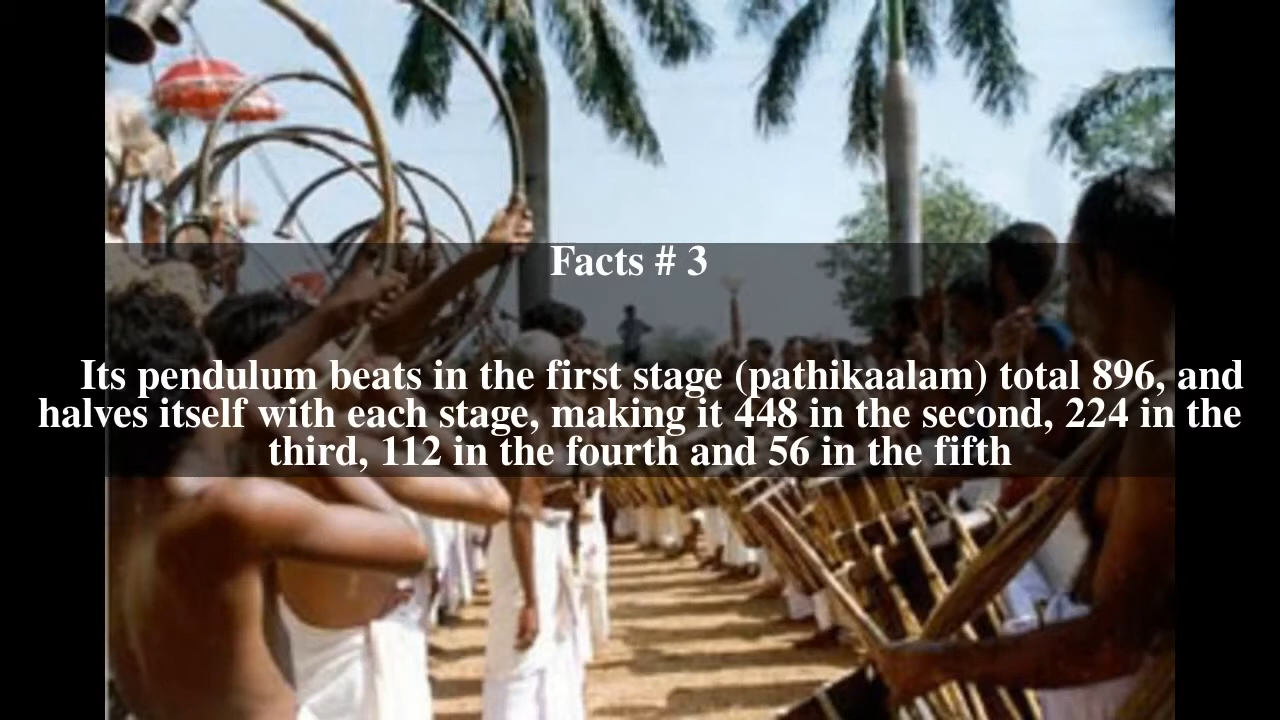 Facts # 3
Its pendulum beats in the first stage (pathikaalam) total 896, and
halves itself with each stage, making it 448 in the second, 224 in the
third, 112 in the fourth and 56 in the fifth